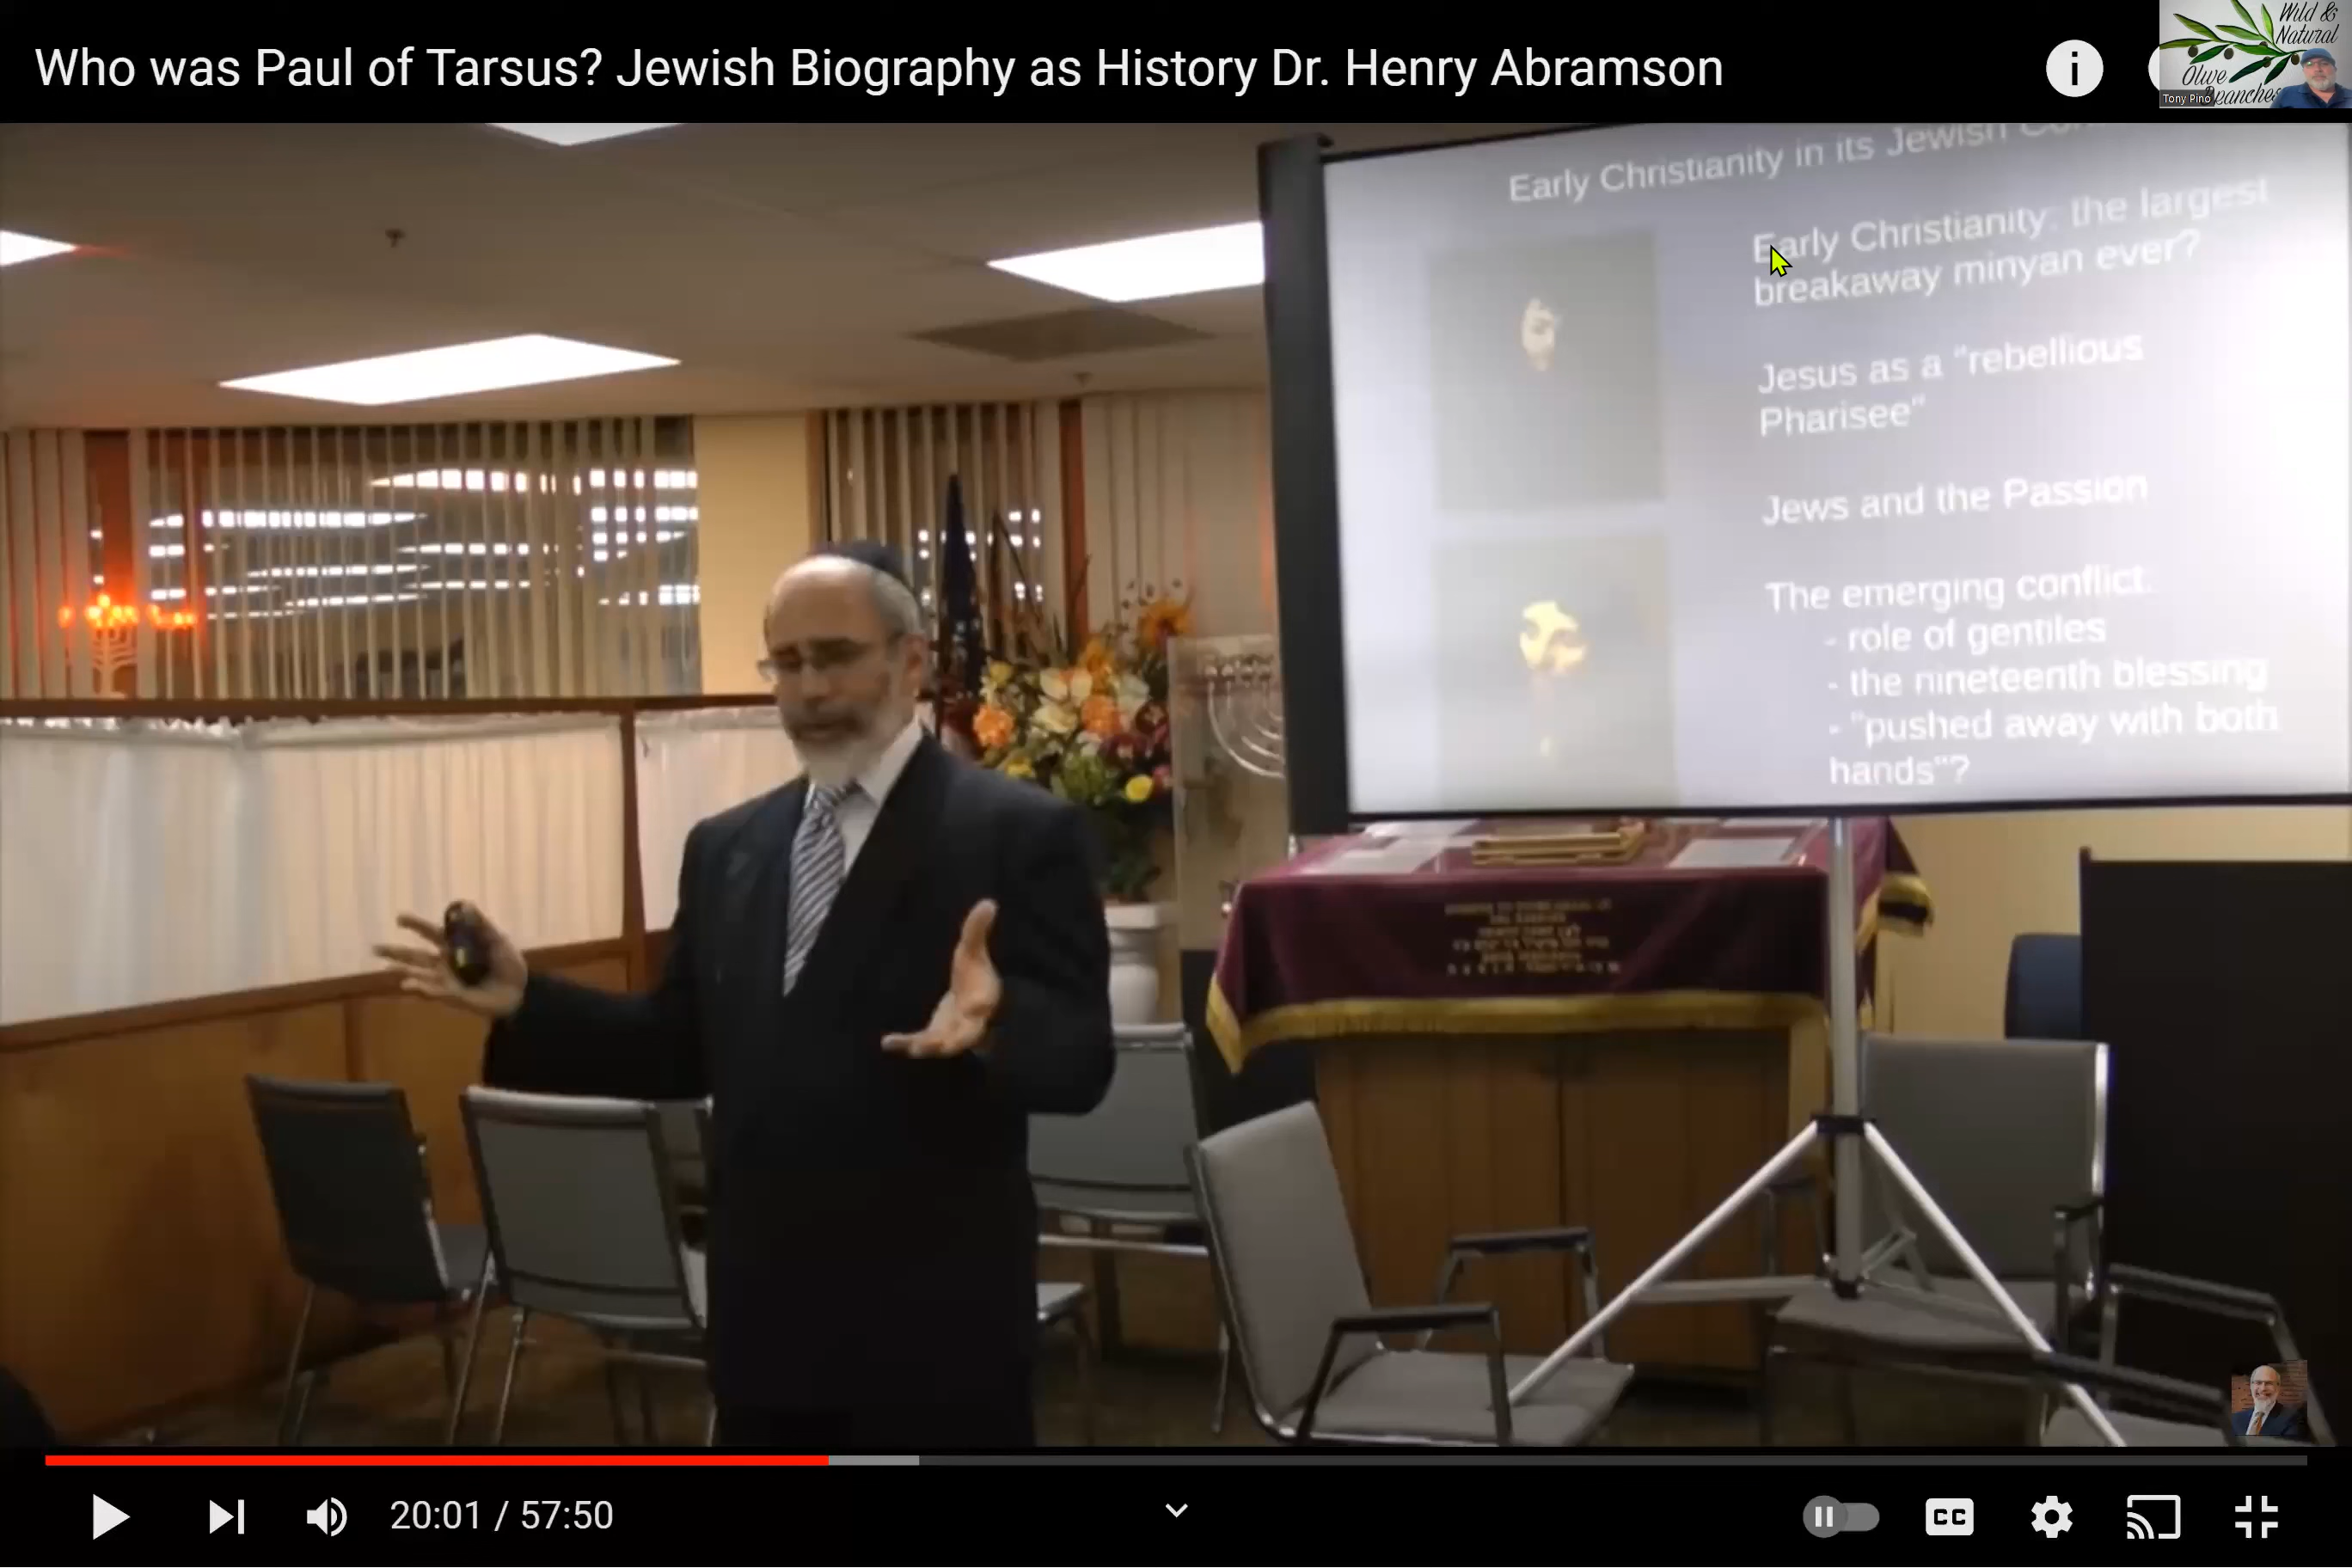 Who was Paul of Tarsus? Jewish Biography as History Dr. Henry Abramson
i
Wild &
Natural
Olive
Branches
Tony Pino
Early Christianity in its Jewish
Early Christianity: the largest
breakaway minyan ever?
Jesus as a "rebellious
Pharisee"
Jews and the Passion
The emerging conflict:
- role of gentiles
- the nineteenth blessing
- "pushed away with both
hands"?
20:01 / 57:50
CC